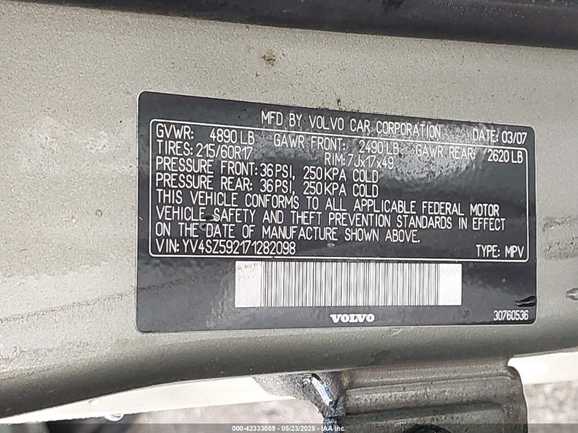 MFD BY VOLVO CAR CORPORATION DATE: 03/07
GVWR: 4890 LB GAWR FRONT: 2490 LB GAWR REAR: 2620 LB
TIRES: 215/60R17 RIM: 7Jx17x49
PRESSURE FRONT: 36 PSI, 250 KPA COLD
PRESSURE REAR: 36 PSI, 250 KPA COLD
THIS VEHICLE CONFORMS TO ALL APPLICABLE FEDERAL MOTOR
VEHICLE SAFETY AND THEFT PREVENTION STANDARDS IN EFFECT
ON THE DATE OF MANUFACTURE SHOWN ABOVE.
VIN: YV4SZ592171282098 TYPE: MPV
VOLVO 30760536
000-42333059 - 05/23/2025 - IAA, Inc.